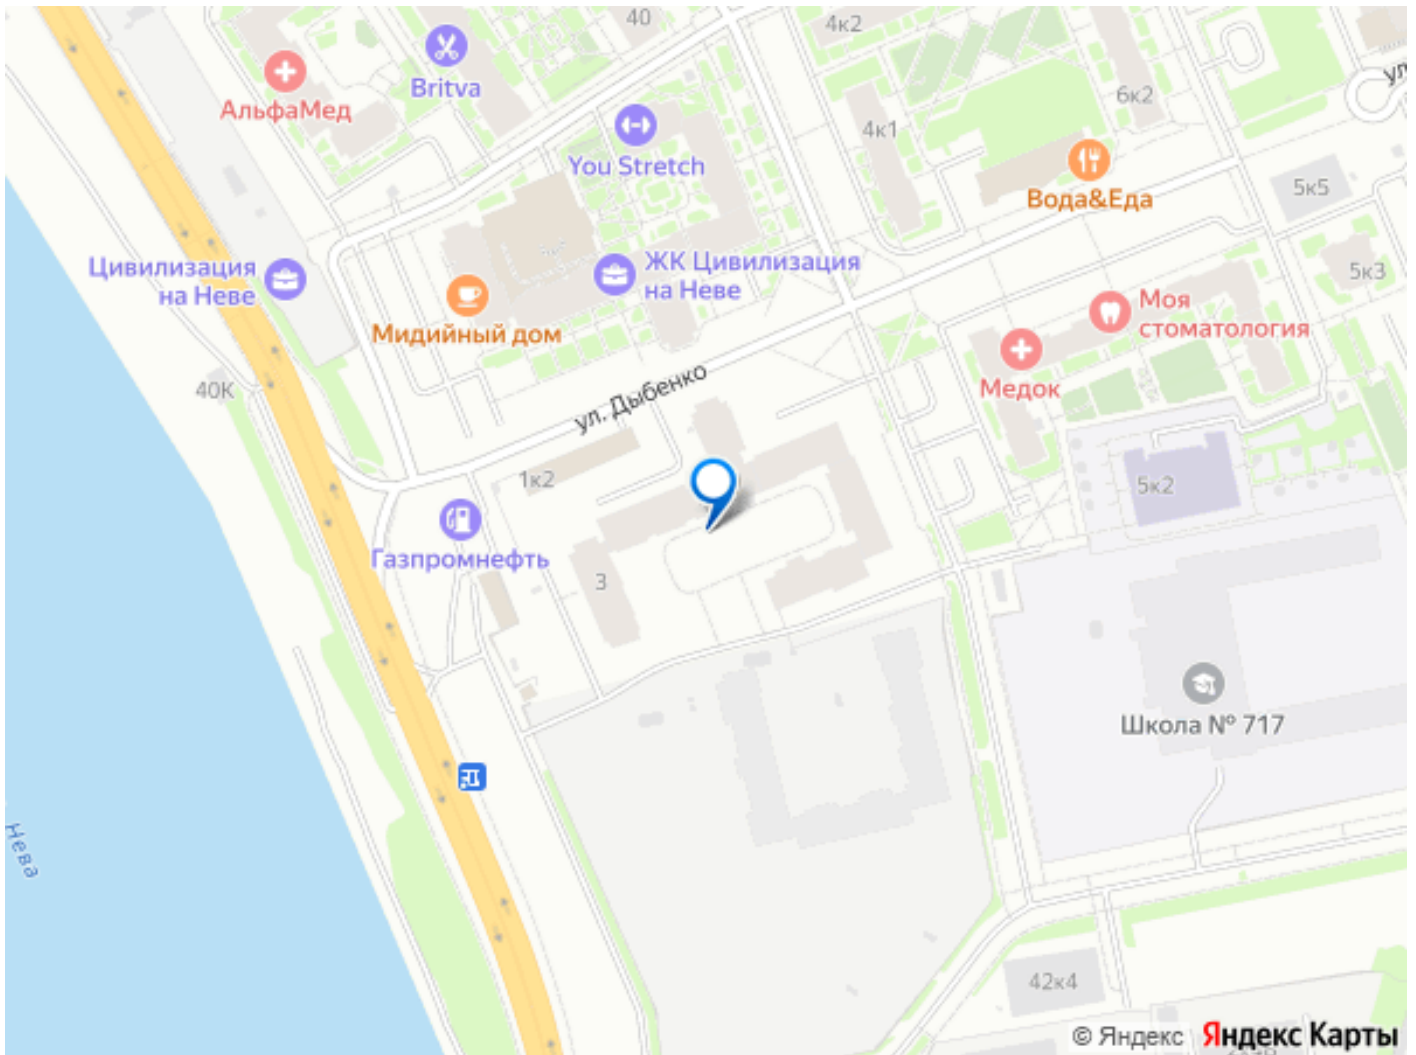 40
4к2
Britva
АльфаМед
ул.
6к2
4к1
You Stretch
Вода&Еда
5к5
Цивилизация
на Неве
ЖК Цивилизация
на Неве
5к3
Мидийный дом
Моя
стоматология
Медок
40К
ул. Дыбенко
1к2
5к2
Газпромнефть
3
Школа № 717
Нева
42к4
© Яндекс
Яндекс Карты